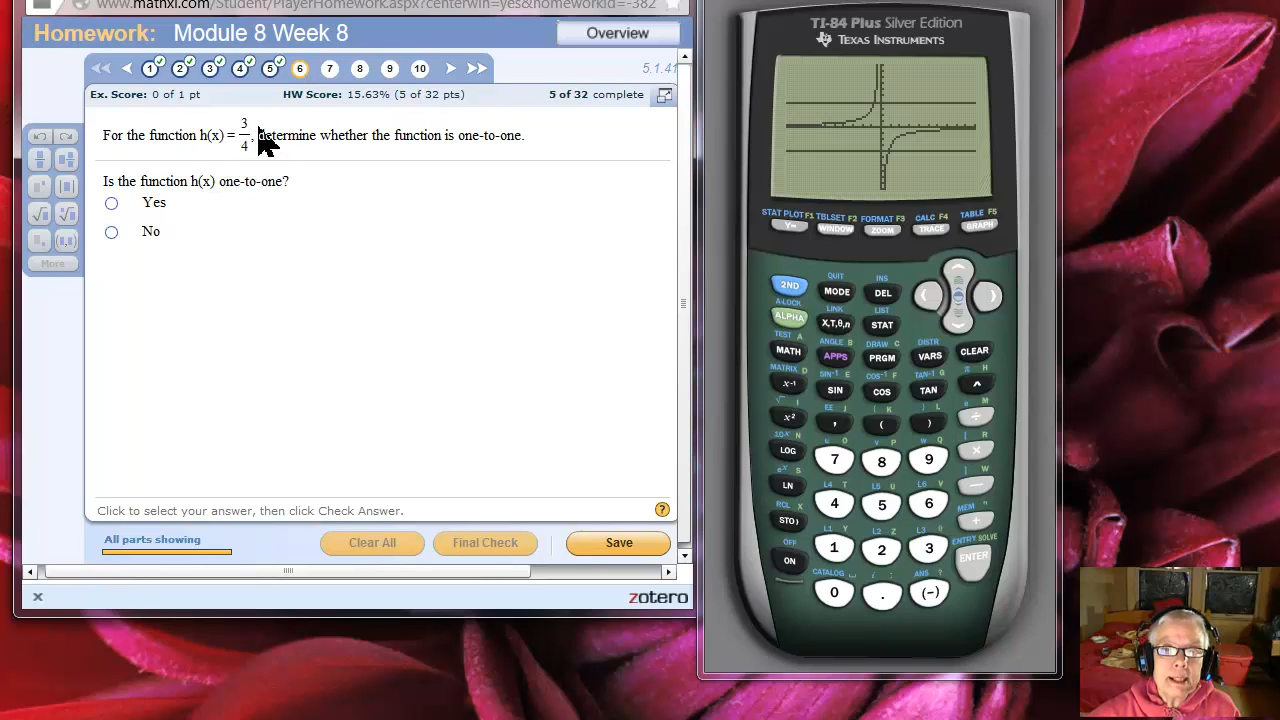 www.mathxl.com/Student/PlayerHomework.aspx?centerwin=yes&homeworkId=-382
Homework: Module 8 Week 8
Overview
1 2 3 4 5 6 7 8 9 10
5.1.41
Ex. Score: 0 of 1 pt
HW Score: 15.63% (5 of 32 pts)
5 of 32 complete
For the function h(x) = 3/4, determine whether the function is one-to-one.
Is the function h(x) one-to-one?
Yes
No
More
Click to select your answer, then click Check Answer.
?
All parts showing
Clear All
Final Check
Save
x
zotero
TI-84 Plus Silver Edition
TEXAS INSTRUMENTS
STAT PLOT F1 TBLSET F2 FORMAT F3 CALC F4 TABLE F5
Y= WINDOW ZOOM TRACE GRAPH
QUIT INS
2ND MODE DEL
A-LOCK LINK LIST
ALPHA X,T,θ,n STAT
TEST A ANGLE B DRAW C DISTR
MATH APPS PRGM VARS CLEAR
MATRIX D SIN⁻¹ E COS⁻¹ F TAN⁻¹ G π H
x⁻¹ SIN COS TAN ^
√ I EE J { K } L e M
x² , ( ) ÷
10ˣ N u O v P w Q [ R
LOG 7 8 9 ×
eˣ S L4 T L5 U L6 V ] W
LN 4 5 6 −
RCL X L1 Y L2 Z L3 θ MEM "
STO⟩ 1 2 3 +
OFF CATALOG i : ANS ? ENTRY SOLVE
ON 0 . (−) ENTER